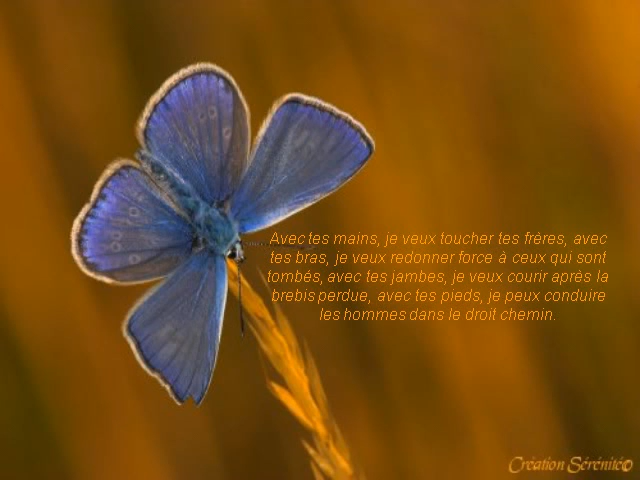 Avec tes mains, je veux toucher tes frères, avec
tes bras, je veux redonner force à ceux qui sont
tombés, avec tes jambes, je veux courir après la
brebis perdue, avec tes pieds, je peux conduire
les hommes dans le droit chemin.
Création Sérénité©